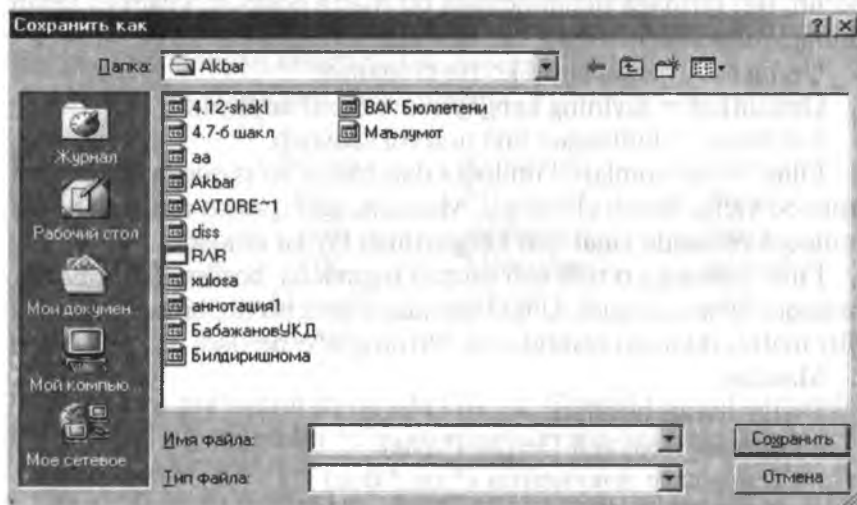 Сохранить как
Папка: Akbar
Журнал
Рабочий стол
Мои докумен...
Мой компью...
Мое сетевое ...
4.12-shakl
4.7-6 шакл
aa
Akbar
AVTORE~1
diss
RAR
xulosa
аннотация1
БабажановУКД
Билдиришнома
ВАК Бюллетени
Маълумот
Имя файла:
Сохранить
Тип файла:
Отмена